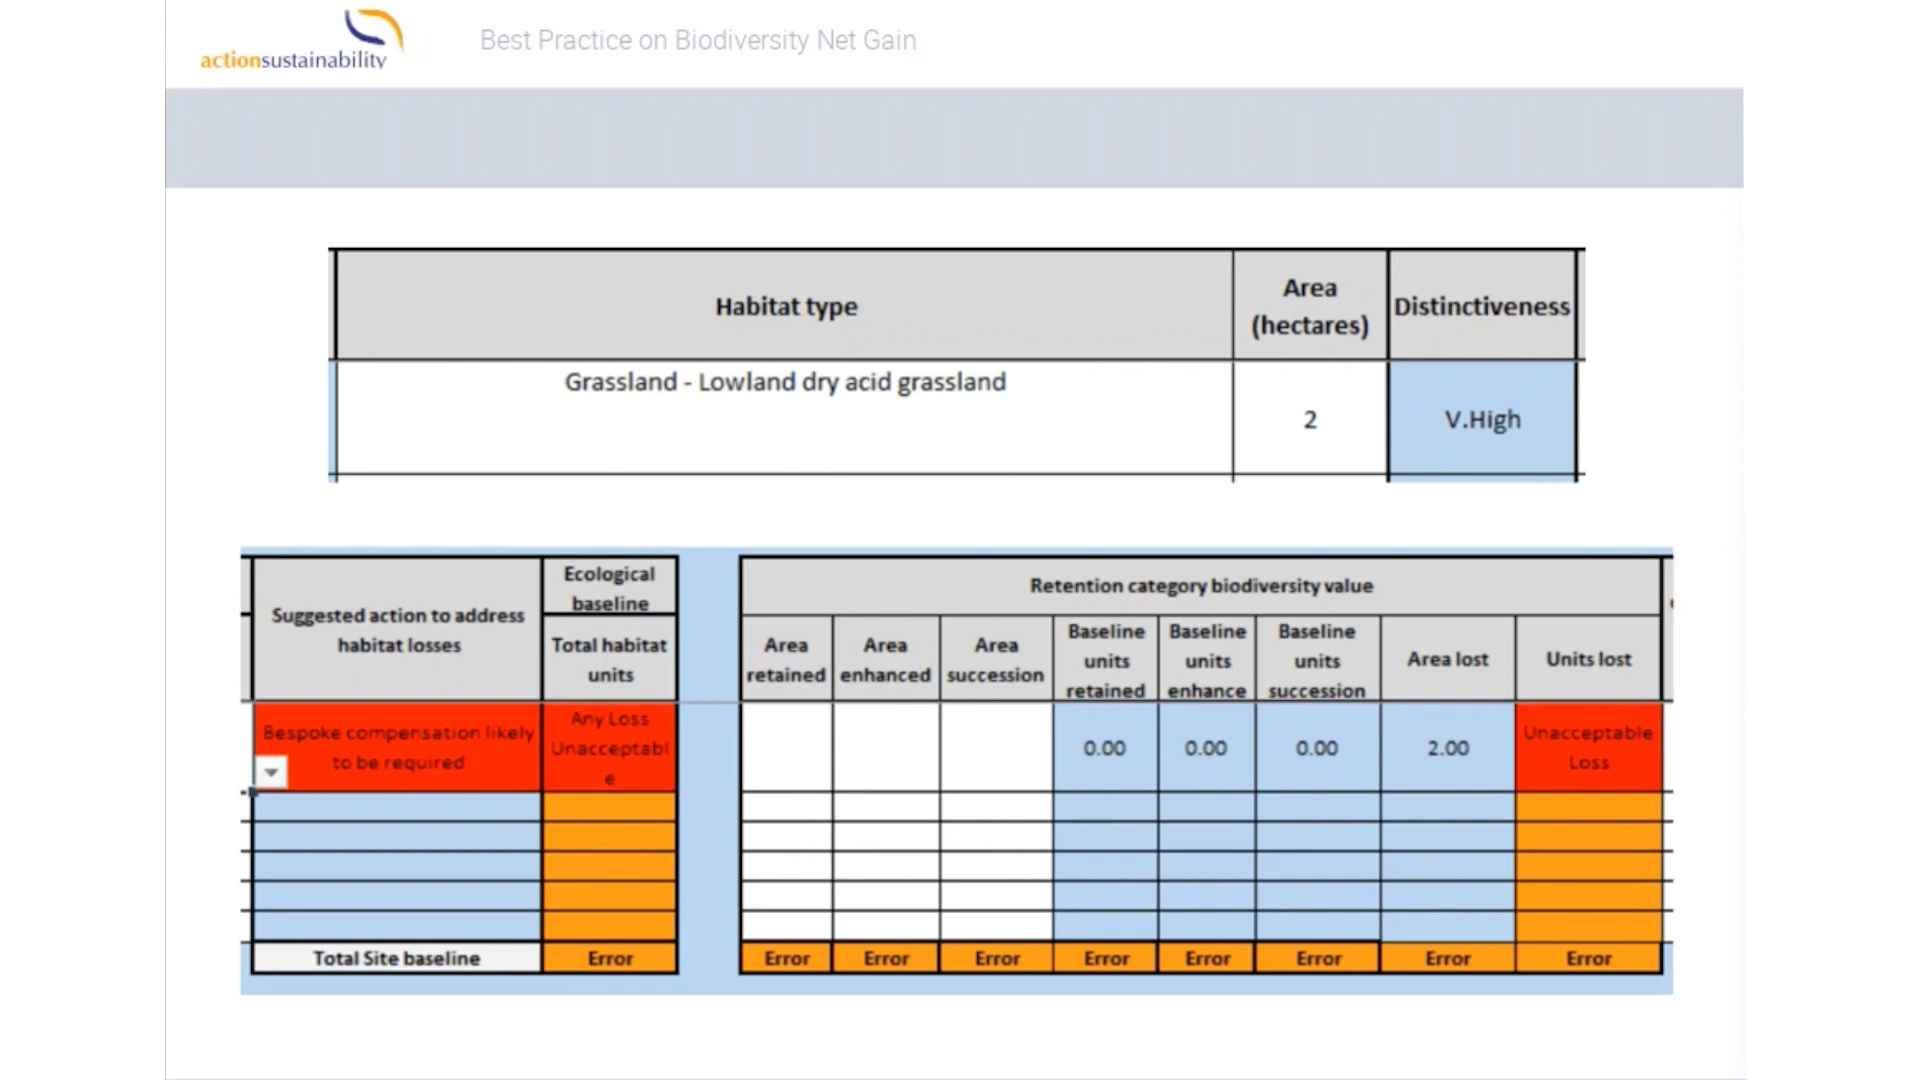 actionsustainability
Best Practice on Biodiversity Net Gain
Habitat type
Area
(hectares)
Distinctiveness
Grassland - Lowland dry acid grassland
2
V.High
Suggested action to address
habitat losses
Ecological
baseline
Total habitat
units
Retention category biodiversity value
Area
retained
Area
enhanced
Area
succession
Baseline
units
retained
Baseline
units
enhance
Baseline
units
succession
Area lost
Units lost
Bespoke compensation likely
to be required
Any Loss
Unacceptabl
e
0.00
0.00
0.00
2.00
Unacceptable
Loss
Total Site baseline
Error
Error
Error
Error
Error
Error
Error
Error
Error